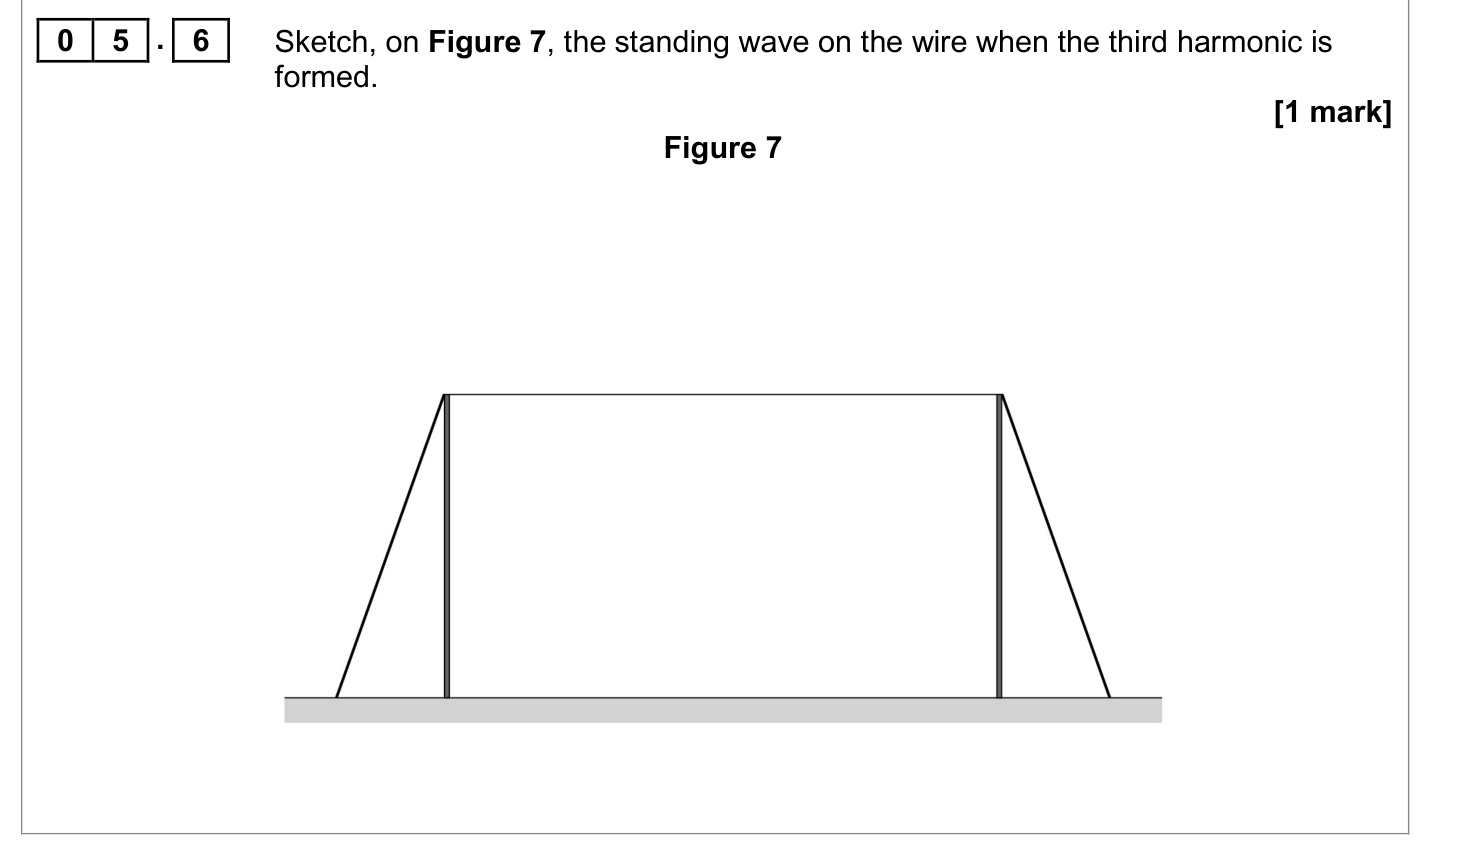 0 5 . 6 Sketch, on Figure 7, the standing wave on the wire when the third harmonic is
formed.
[1 mark]
Figure 7